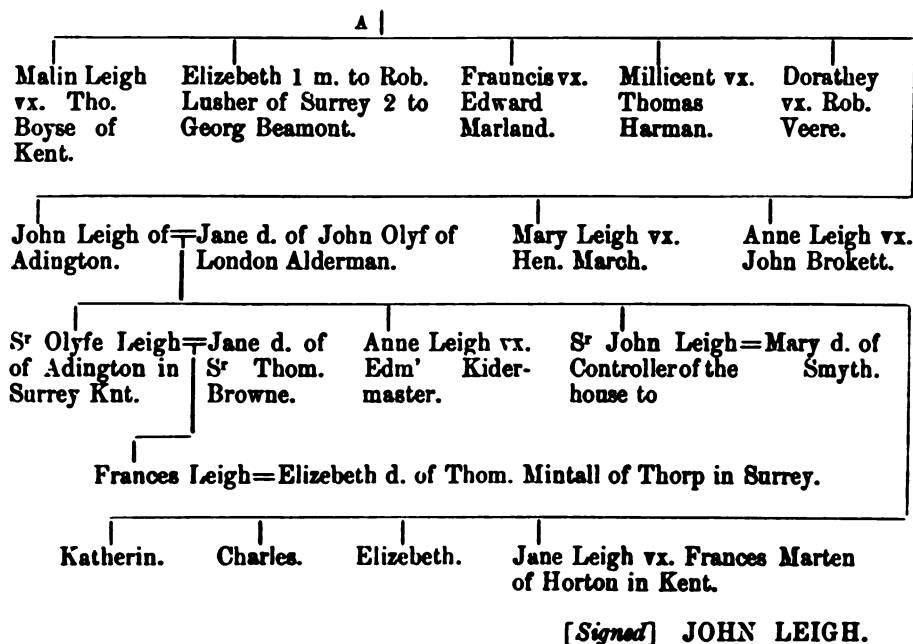 A
Malin Leigh
vx. Tho.
Boyse of
Kent.
Elizebeth 1 m. to Rob.
Lusher of Surrey 2 to
Georg Beamont.
Frauncis vx.
Edward
Marland.
Millicent vx.
Thomas
Harman.
Dorathey
vx. Rob.
Veere.
John Leigh of
Adington.
=Jane d. of John Olyf of
London Alderman.
Mary Leigh vx.
Hen. March.
Anne Leigh vx.
John Brokett.
Sʳ Olyfe Leigh
of Adington in
Surrey Knt.
=Jane d. of
Sʳ Thom.
Browne.
Anne Leigh vx.
Edm' Kider-
master.
Sʳ John Leigh=Mary d. of
Controller of the
house to
Smyth.
Frances Leigh=Elizebeth d. of Thom. Mintall of Thorp in Surrey.
Katherin.
Charles.
Elizebeth.
Jane Leigh vx. Frances Marten
of Horton in Kent.
[Signed] JOHN LEIGH.